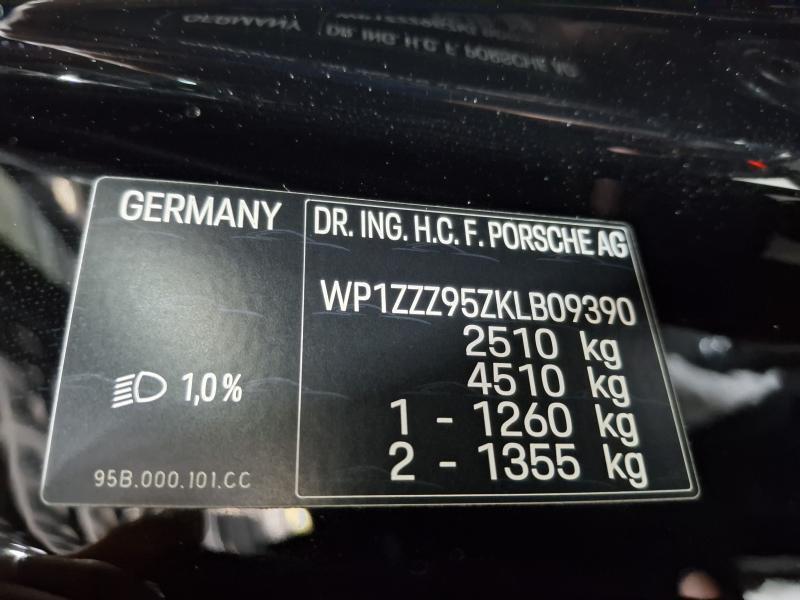 GERMANY
1,0%
95B.000.101.CC
DR. ING. H.C. F. PORSCHE AG
WP1ZZZ95ZKLB09390
2510 kg
4510 kg
1 - 1260 kg
2 - 1355 kg